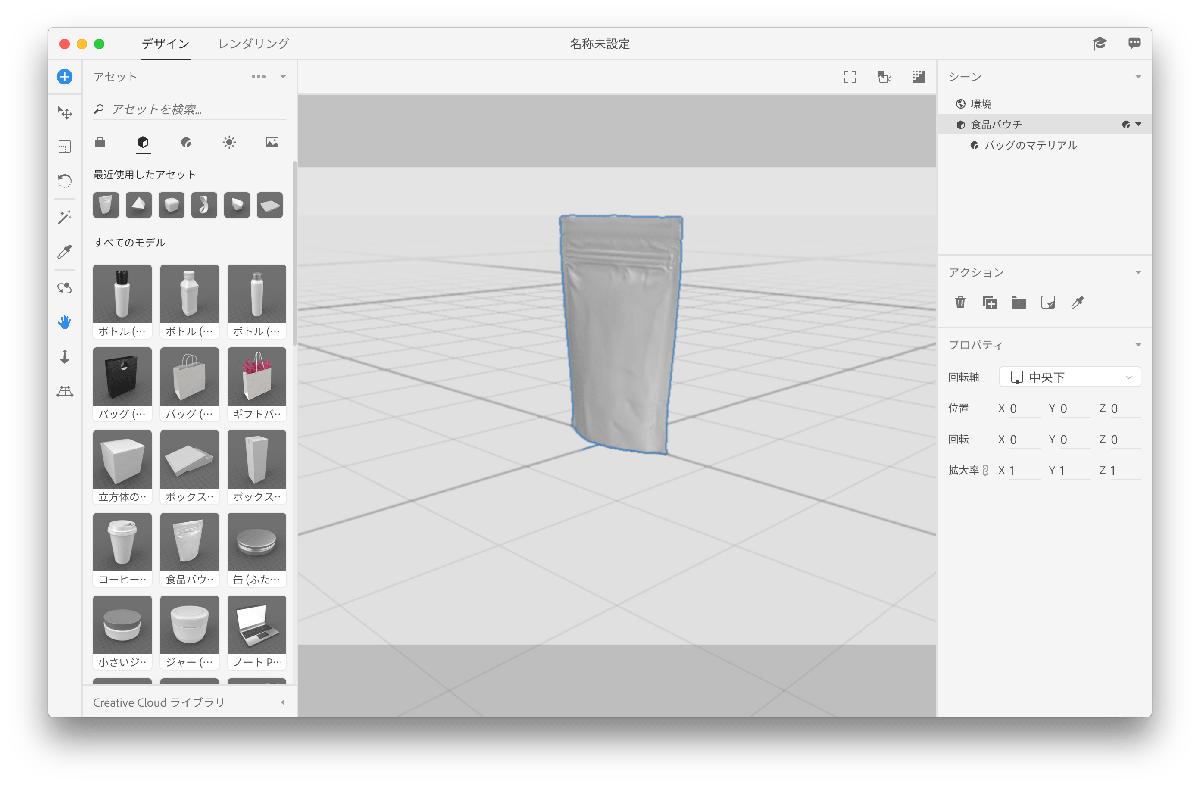 デザイン
レンダリング
名称未設定
アセット
アセットを検索...
最近使用したアセット
すべてのモデル
ボトル (…
ボトル (…
ボトル (…
バッグ (…
バッグ (…
ギフトバ…
立方体の…
ボックス…
ボックス…
コーヒー…
食品パウ…
缶 (ふた…
小さいジ…
ジャー (…
ノート P…
Creative Cloud ライブラリ
シーン
環境
食品パウチ
バッグのマテリアル
アクション
プロパティ
回転軸 中央下
位置 X 0 Y 0 Z 0
回転 X 0 Y 0 Z 0
拡大率 X 1 Y 1 Z 1